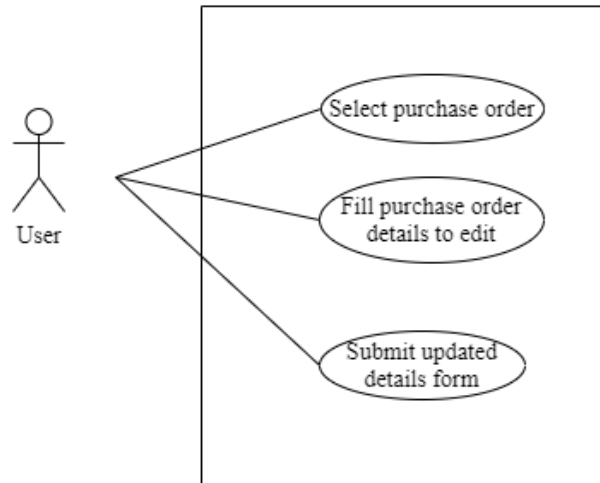 Select purchase order
User
Fill purchase order
details to edit
Submit updated
details form